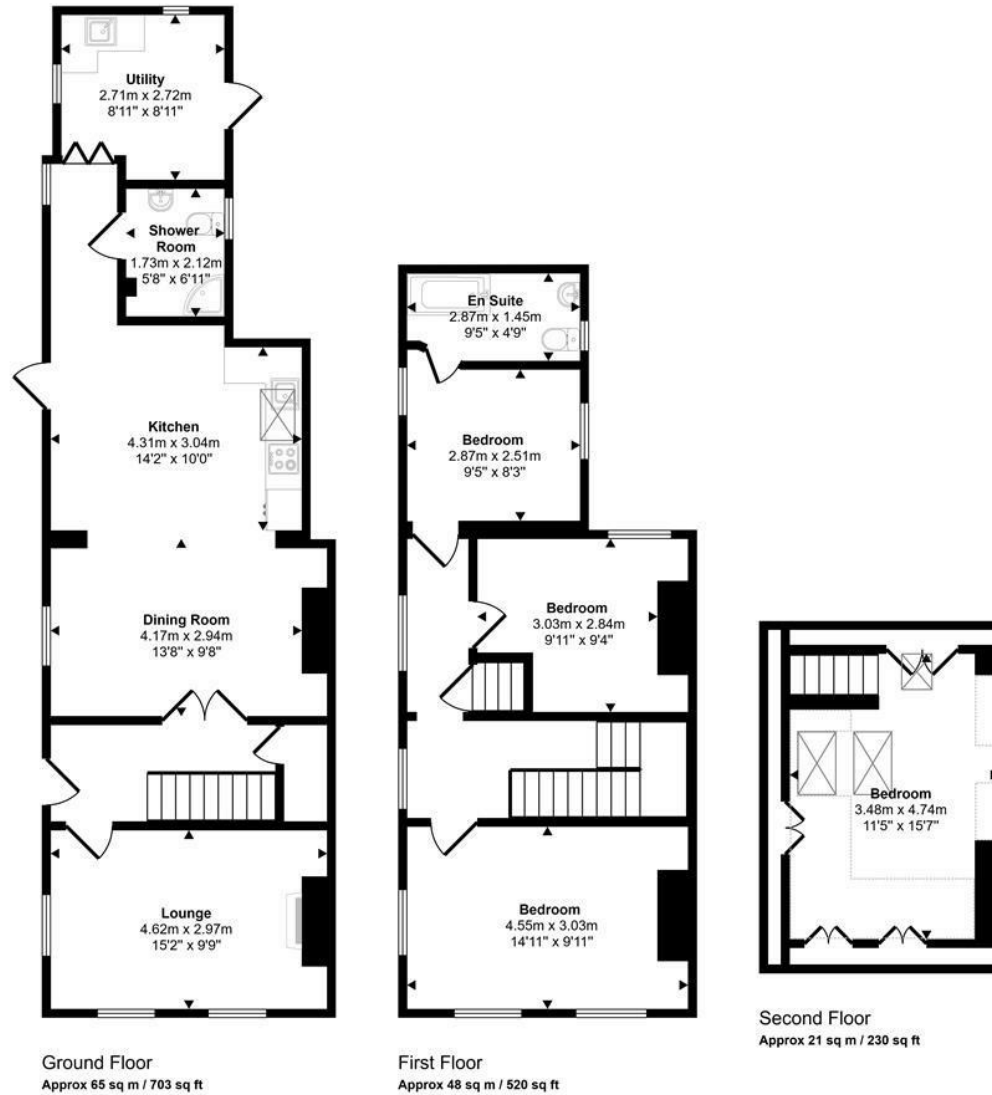 Utility
2.71m x 2.72m
8'11" x 8'11"
Shower
Room
1.73m x 2.12m
5'8" x 6'11"
Kitchen
4.31m x 3.04m
14'2" x 10'0"
Dining Room
4.17m x 2.94m
13'8" x 9'8"
Lounge
4.62m x 2.97m
15'2" x 9'9"
Ground Floor
Approx 65 sq m / 703 sq ft
En Suite
2.87m x 1.45m
9'5" x 4'9"
Bedroom
2.87m x 2.51m
9'5" x 8'3"
Bedroom
3.03m x 2.84m
9'11" x 9'4"
Bedroom
4.55m x 3.03m
14'11" x 9'11"
First Floor
Approx 48 sq m / 520 sq ft
Bedroom
3.48m x 4.74m
11'5" x 15'7"
Second Floor
Approx 21 sq m / 230 sq ft